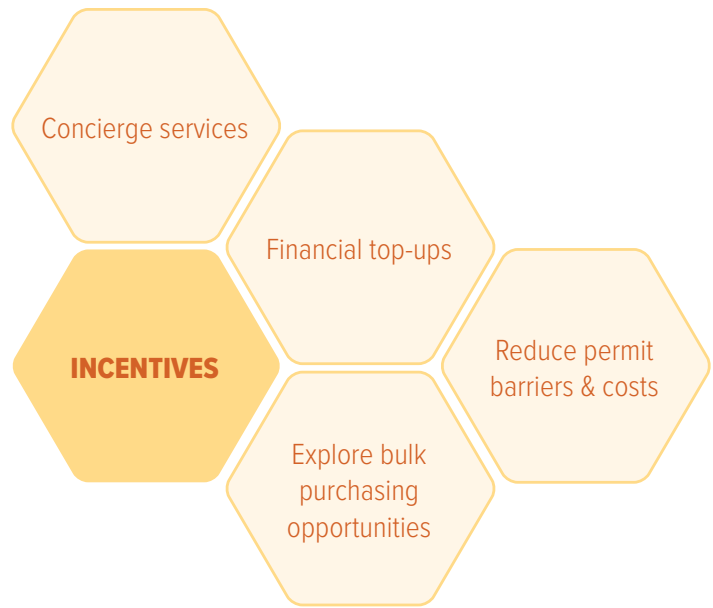 Concierge services
Financial top-ups
INCENTIVES
Reduce permit
barriers & costs
Explore bulk
purchasing
opportunities